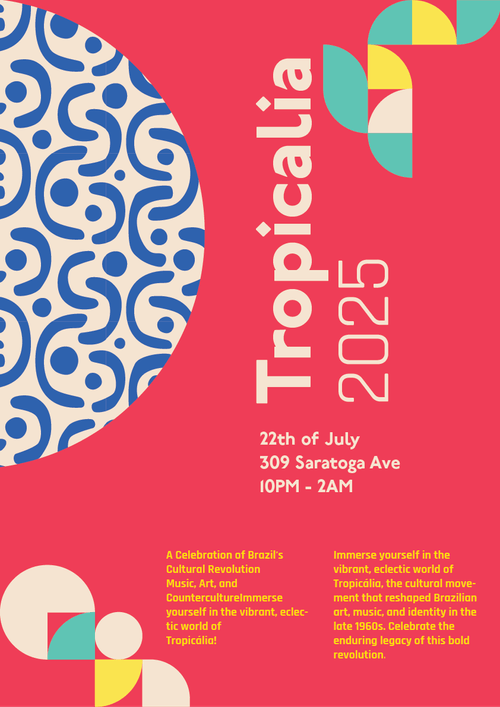 Tropicalia
2025
22th of July
309 Saratoga Ave
10PM - 2AM
A Celebration of Brazil's
Cultural Revolution
Music, Art, and
CountercultureImmerse
yourself in the vibrant, eclec-
tic world of
Tropicália!
Immerse yourself in the
vibrant, eclectic world of
Tropicália, the cultural move-
ment that reshaped Brazilian
art, music, and identity in the
late 1960s. Celebrate the
enduring legacy of this bold
revolution.